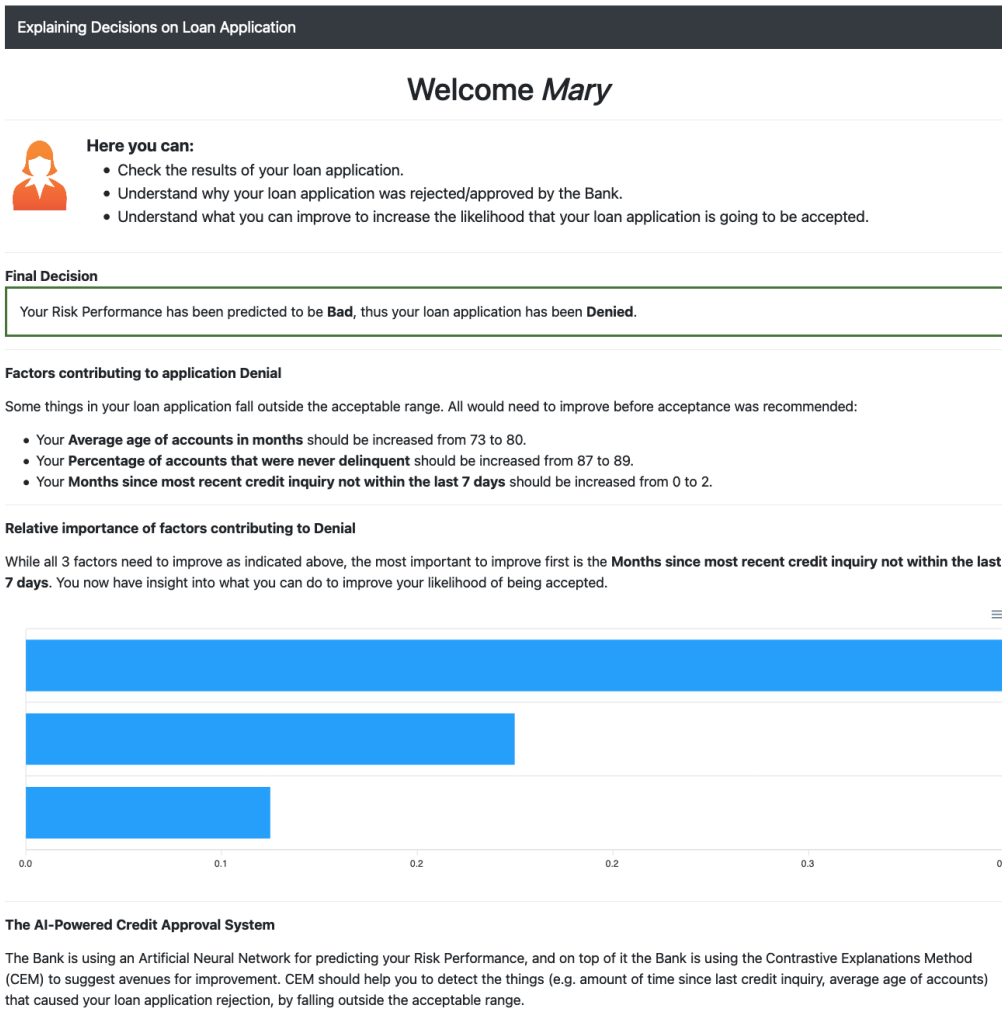 Explaining Decisions on Loan Application
Welcome Mary
Here you can:
• Check the results of your loan application.
• Understand why your loan application was rejected/approved by the Bank.
• Understand what you can improve to increase the likelihood that your loan application is going to be accepted.
Final Decision
Your Risk Performance has been predicted to be Bad, thus your loan application has been Denied.
Factors contributing to application Denial
Some things in your loan application fall outside the acceptable range. All would need to improve before acceptance was recommended:
• Your Average age of accounts in months should be increased from 73 to 80.
• Your Percentage of accounts that were never delinquent should be increased from 87 to 89.
• Your Months since most recent credit inquiry not within the last 7 days should be increased from 0 to 2.
Relative importance of factors contributing to Denial
While all 3 factors need to improve as indicated above, the most important to improve first is the Months since most recent credit inquiry not within the last
7 days. You now have insight into what you can do to improve your likelihood of being accepted.
0.0 0.1 0.2 0.2 0.3
The AI-Powered Credit Approval System
The Bank is using an Artificial Neural Network for predicting your Risk Performance, and on top of it the Bank is using the Contrastive Explanations Method
(CEM) to suggest avenues for improvement. CEM should help you to detect the things (e.g. amount of time since last credit inquiry, average age of accounts)
that caused your loan application rejection, by falling outside the acceptable range.